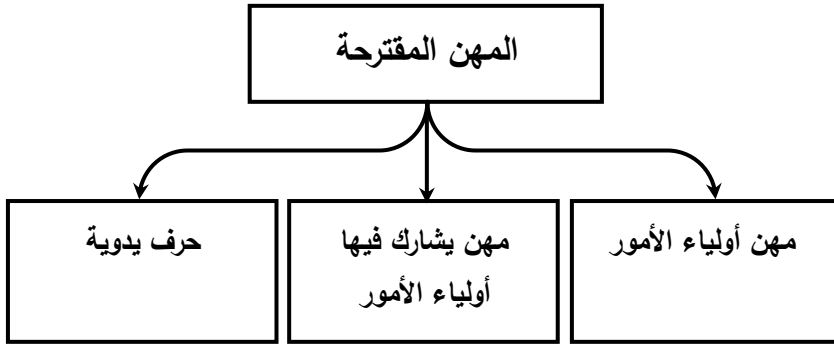 المهن المقترحة
مهن أولياء الأمور
مهن يشارك فيها
أولياء الأمور
حرف يدوية